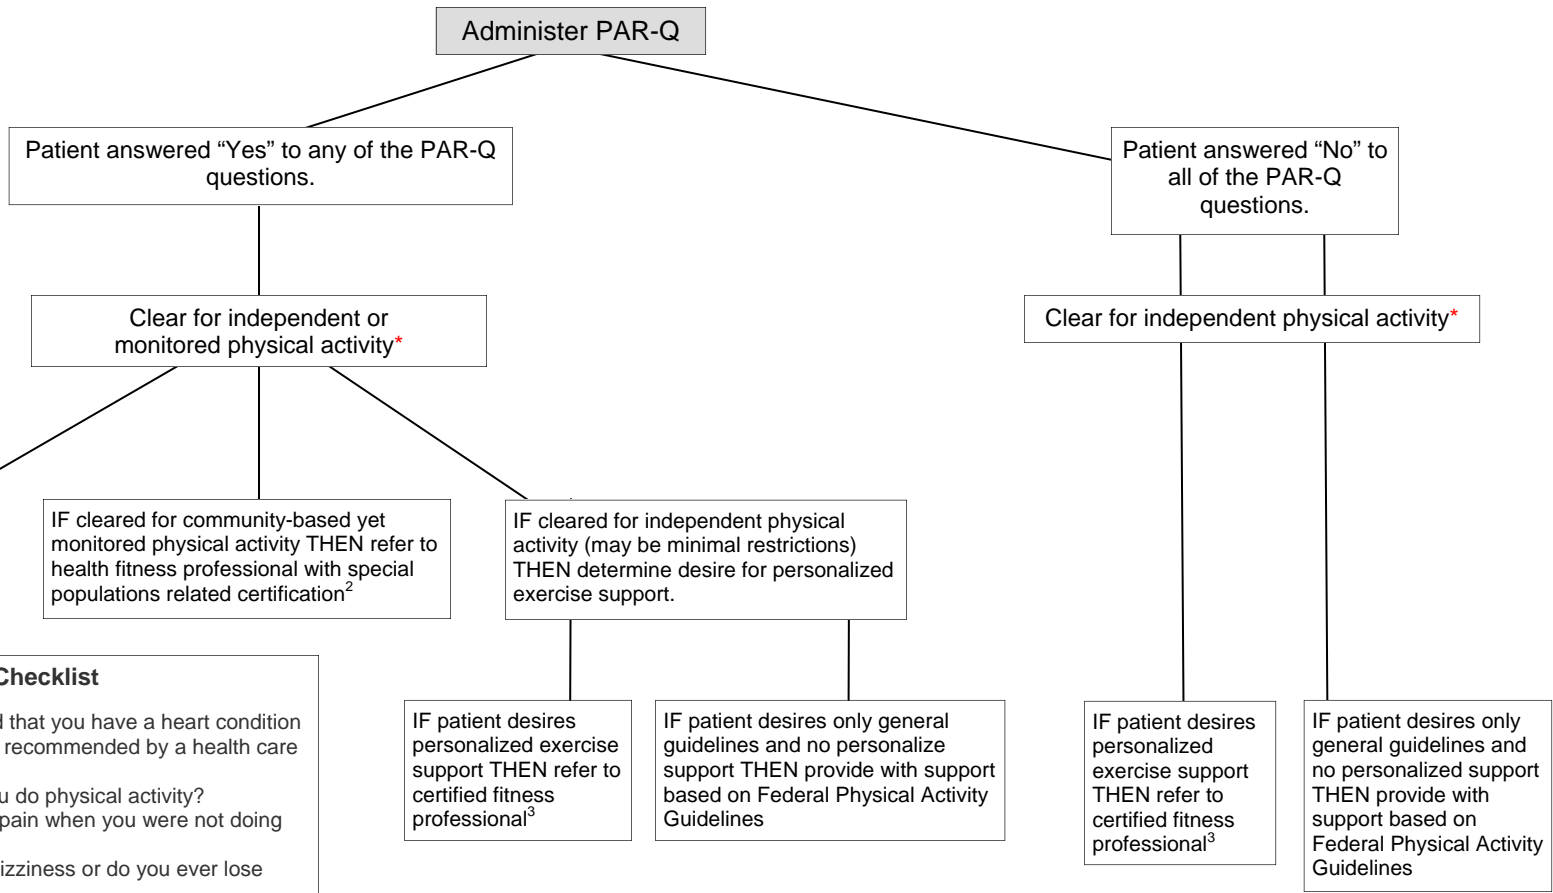 Administer PAR-Q
Patient answered “Yes” to any of the PAR-Q
questions.
Patient answered “No” to
all of the PAR-Q
questions.
Clear for independent or
monitored physical activity*
Clear for independent physical activity*
IF cleared for community-based yet
monitored physical activity THEN refer to
health fitness professional with special
populations related certification2
IF cleared for independent physical
activity (may be minimal restrictions)
THEN determine desire for personalized
exercise support.
Checklist
d that you have a heart condition
recommended by a health care
u do physical activity?
pain when you were not doing
izziness or do you ever lose
IF patient desires
personalized exercise
support THEN refer to
certified fitness
professional3
IF patient desires only general
guidelines and no personalize
support THEN provide with support
based on Federal Physical Activity
Guidelines
IF patient desires
personalized
exercise support
THEN refer to
certified fitness
professional3
IF patient desires only
general guidelines and
no personalized support
THEN provide with
support based on
Federal Physical Activity
Guidelines